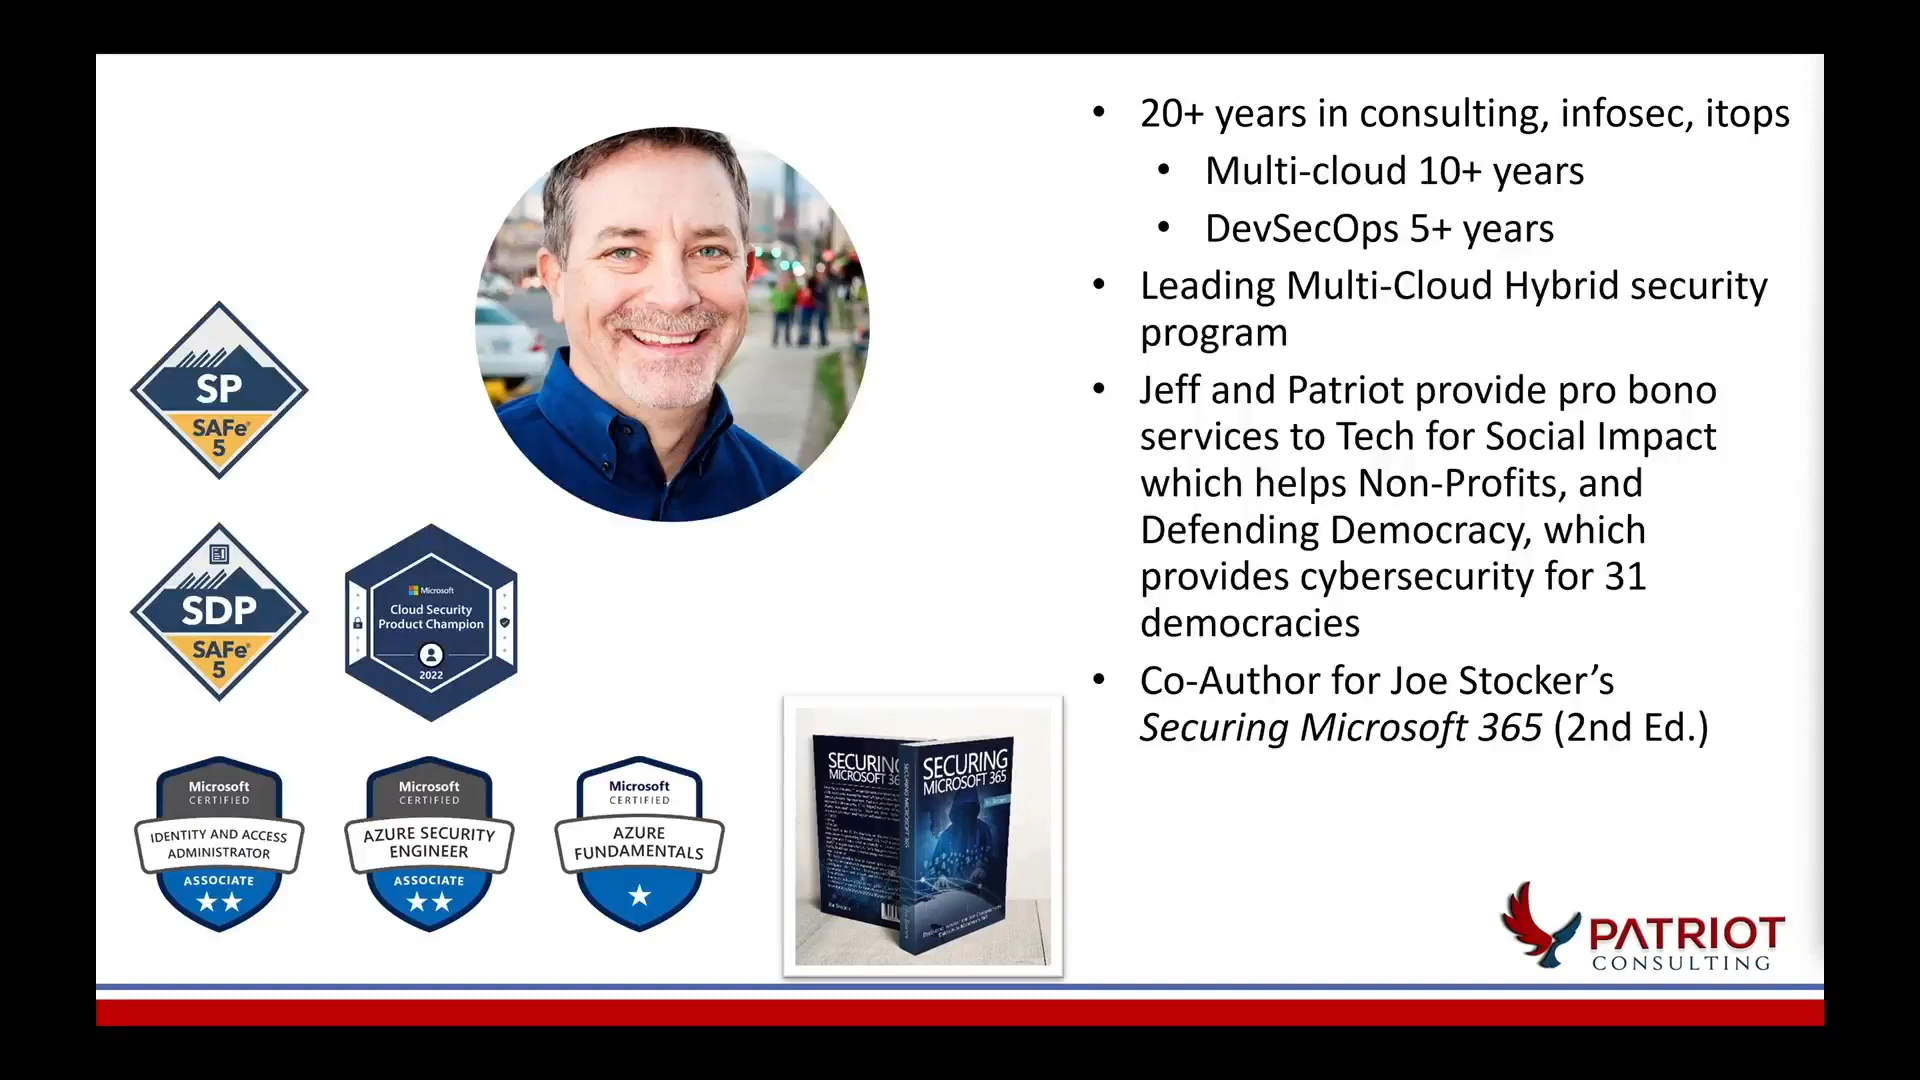 20+ years in consulting, infosec, itops
Multi-cloud 10+ years
DevSecOps 5+ years
Leading Multi-Cloud Hybrid security
program
Jeff and Patriot provide pro bono
services to Tech for Social Impact
which helps Non-Profits, and
Defending Democracy, which
provides cybersecurity for 31
democracies
Co-Author for Joe Stocker’s
Securing Microsoft 365 (2nd Ed.)
SP
SAFe®
5
SDP
SAFe®
5
Microsoft
Cloud Security
Product Champion
2022
Microsoft
CERTIFIED
IDENTITY AND ACCESS
ADMINISTRATOR
ASSOCIATE
Microsoft
CERTIFIED
AZURE SECURITY
ENGINEER
ASSOCIATE
Microsoft
CERTIFIED
AZURE
FUNDAMENTALS
SECURING
MICROSOFT 365
SECURING
MICROSOFT 365
PATRIOT
CONSULTING